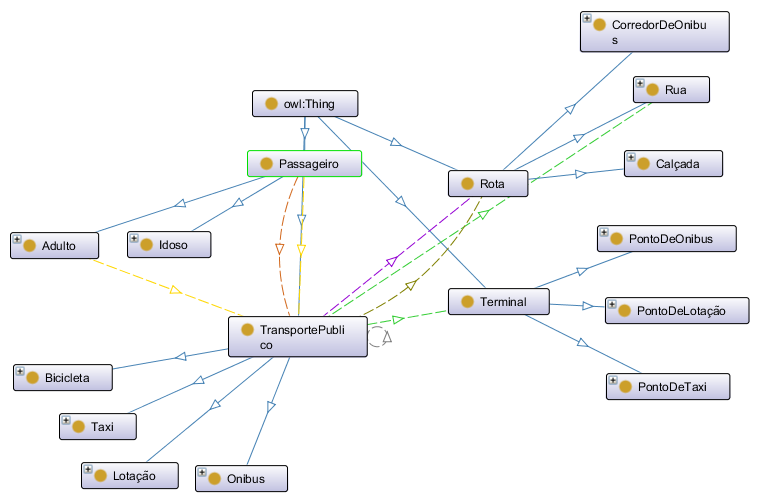 CorredorDeOnibu
s
Rua
owl:Thing
Passageiro
Calçada
Rota
Adulto
Idoso
PontoDeOnibus
Terminal
PontoDeLotação
TransportePubli
co
Bicicleta
PontoDeTaxi
Taxi
Lotação
Onibus